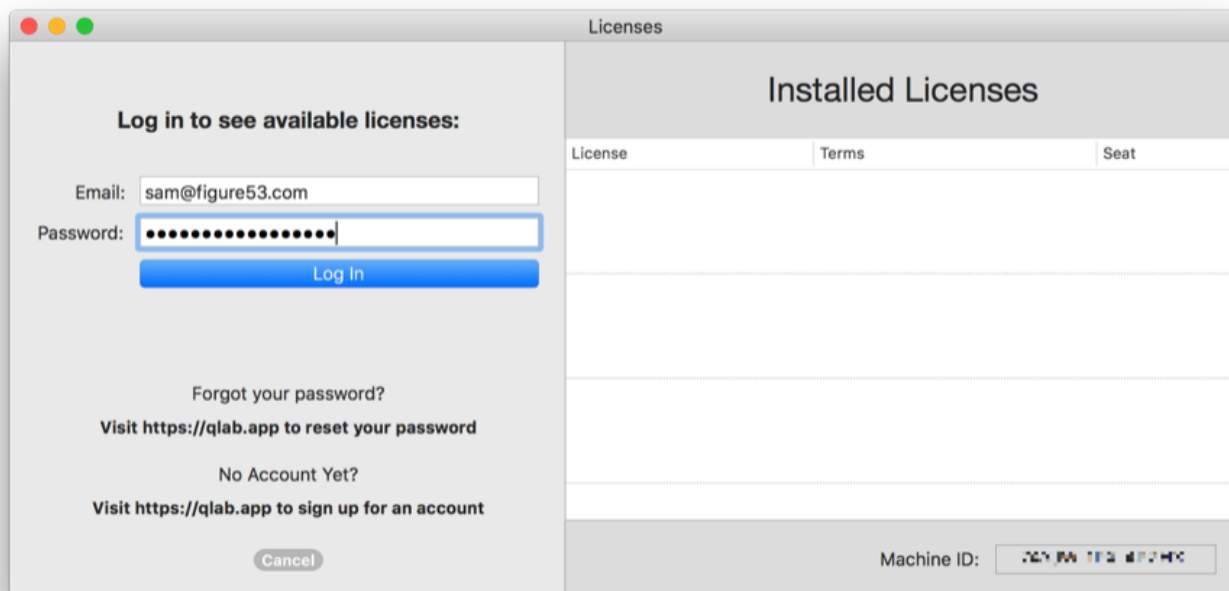 Licenses
Log in to see available licenses:
Email: sam@figure53.com
Password: •••••••••••••••••
Log In
Forgot your password?
Visit https://qlab.app to reset your password
No Account Yet?
Visit https://qlab.app to sign up for an account
Cancel
Installed Licenses
License Terms Seat
Machine ID: